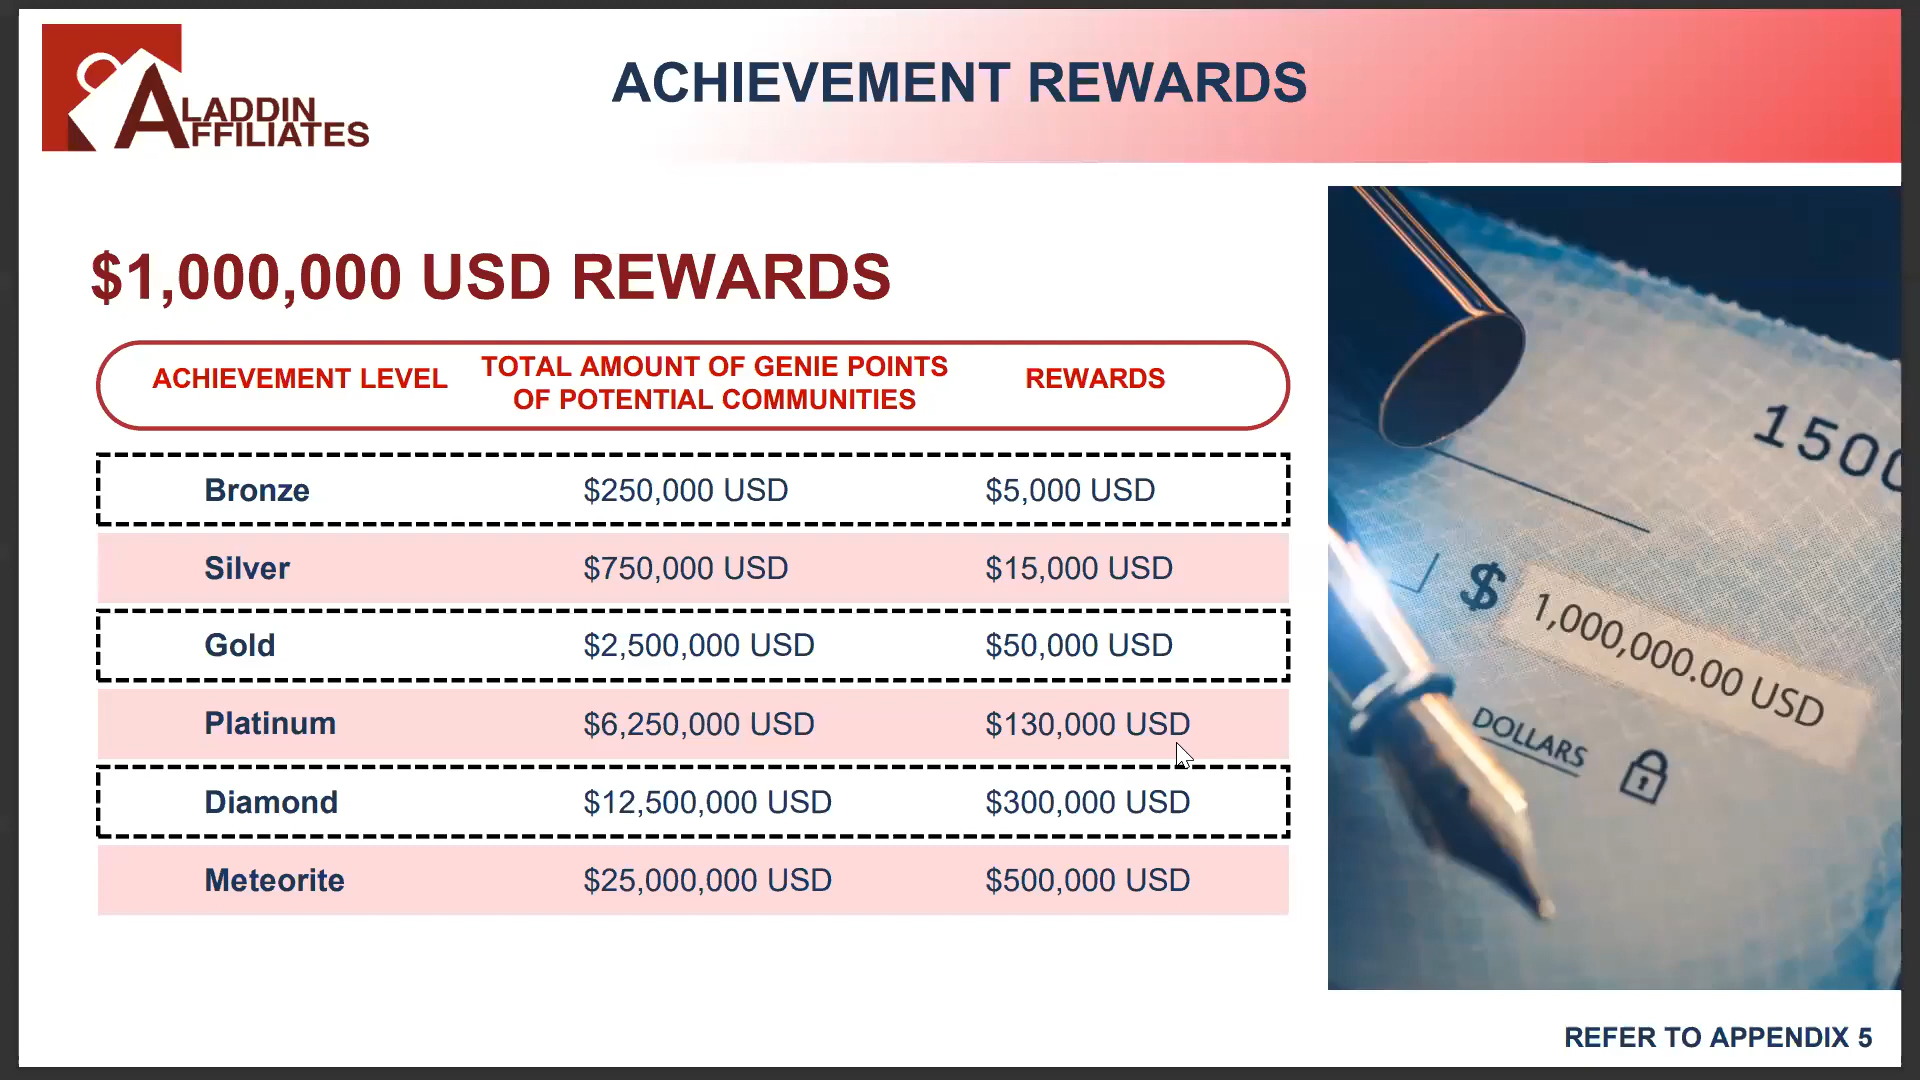 ALADDIN
AFFILIATES
ACHIEVEMENT REWARDS
$1,000,000 USD REWARDS
ACHIEVEMENT LEVEL
TOTAL AMOUNT OF GENIE POINTS
OF POTENTIAL COMMUNITIES
REWARDS
Bronze $250,000 USD $5,000 USD
Silver $750,000 USD $15,000 USD
Gold $2,500,000 USD $50,000 USD
Platinum $6,250,000 USD $130,000 USD
Diamond $12,500,000 USD $300,000 USD
Meteorite $25,000,000 USD $500,000 USD
1500
$ 1,000,000.00 USD
DOLLARS
REFER TO APPENDIX 5